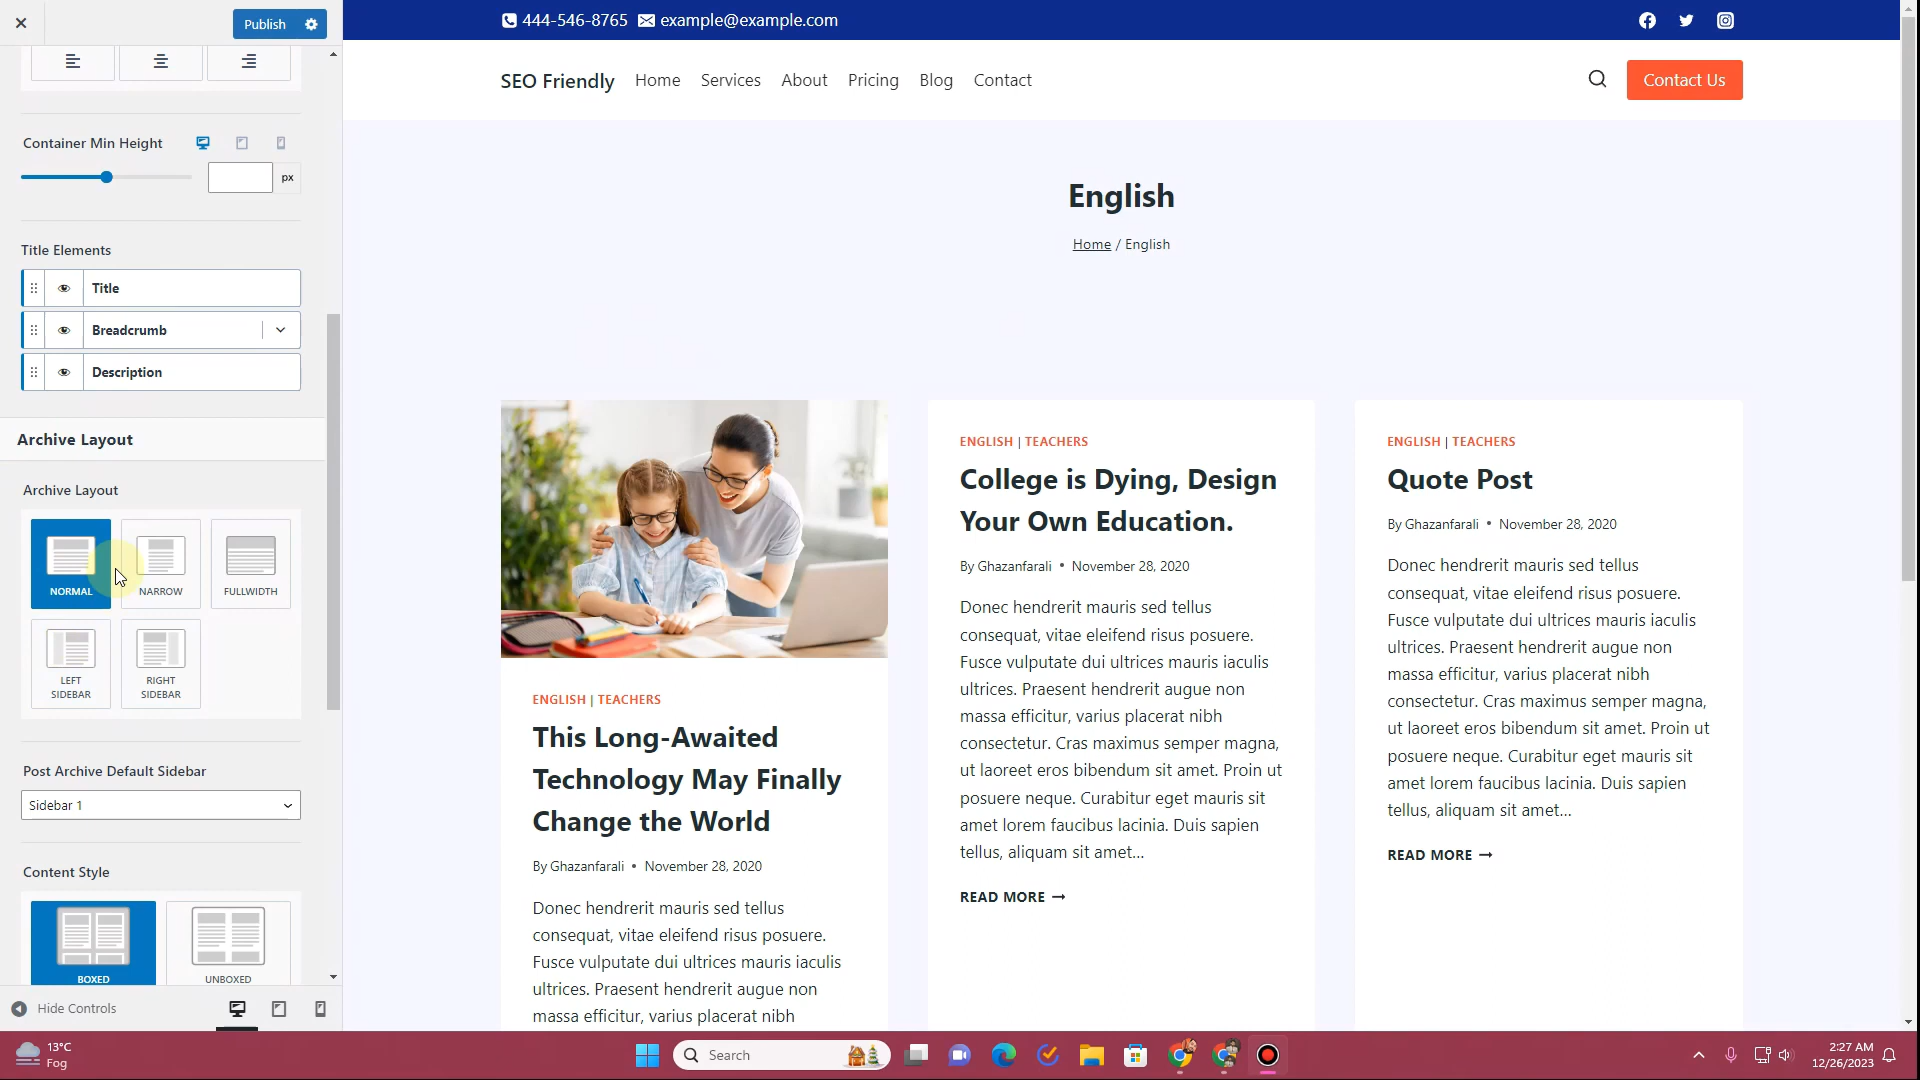 Publish
Container Min Height
px
Title Elements
Title
Breadcrumb
Description
Archive Layout
Archive Layout
NORMAL
NARROW
FULLWIDTH
LEFT
SIDEBAR
RIGHT
SIDEBAR
Post Archive Default Sidebar
Sidebar 1
Content Style
BOXED
UNBOXED
Hide Controls
444-546-8765 example@example.com
SEO Friendly Home Services About Pricing Blog Contact
Contact Us
English
Home / English
ENGLISH | TEACHERS
This Long-Awaited
Technology May Finally
Change the World
By Ghazanfarali • November 28, 2020
Donec hendrerit mauris sed tellus
consequat, vitae eleifend risus posuere.
Fusce vulputate dui ultrices mauris iaculis
ultrices. Praesent hendrerit augue non
massa efficitur, varius placerat nibh
ENGLISH | TEACHERS
College is Dying, Design
Your Own Education.
By Ghazanfarali • November 28, 2020
Donec hendrerit mauris sed tellus
consequat, vitae eleifend risus posuere.
Fusce vulputate dui ultrices mauris iaculis
ultrices. Praesent hendrerit augue non
massa efficitur, varius placerat nibh
consectetur. Cras maximus semper magna,
ut laoreet eros bibendum sit amet. Proin ut
posuere neque. Curabitur eget mauris sit
amet lorem faucibus lacinia. Duis sapien
tellus, aliquam sit amet...
READ MORE →
ENGLISH | TEACHERS
Quote Post
By Ghazanfarali • November 28, 2020
Donec hendrerit mauris sed tellus
consequat, vitae eleifend risus posuere.
Fusce vulputate dui ultrices mauris iaculis
ultrices. Praesent hendrerit augue non
massa efficitur, varius placerat nibh
consectetur. Cras maximus semper magna,
ut laoreet eros bibendum sit amet. Proin ut
posuere neque. Curabitur eget mauris sit
amet lorem faucibus lacinia. Duis sapien
tellus, aliquam sit amet...
READ MORE →
13°C
Fog
Search
2:27 AM
12/26/2023